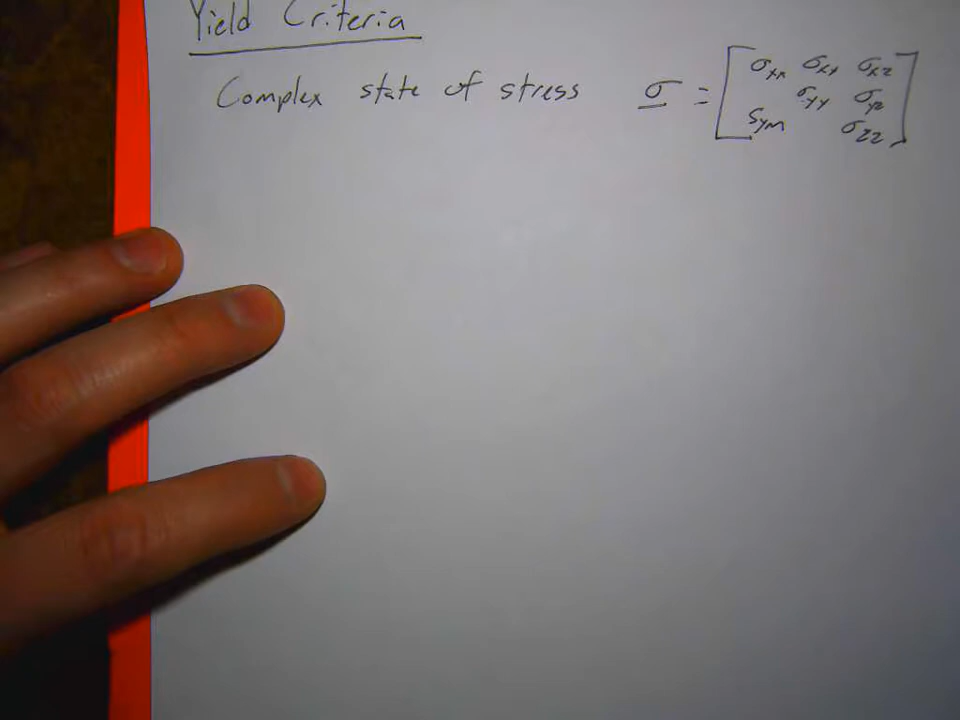 Yield Criteria
Complex state of stress σ = [σxx σxy σxz
σyy σyz
Sym σzz]